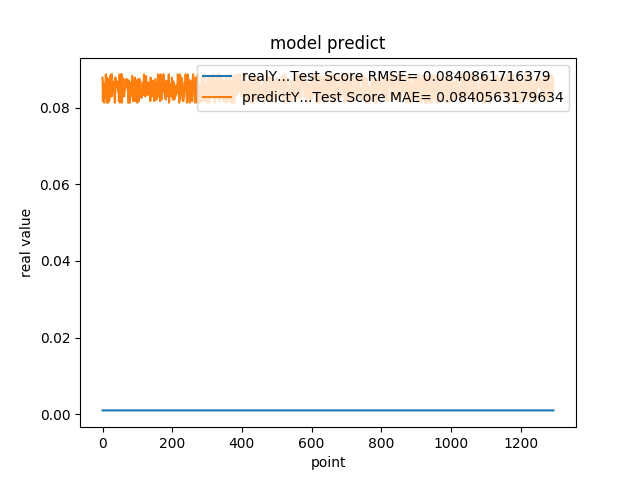 model predict
realY...Test Score RMSE= 0.0840861716379
predictY...Test Score MAE= 0.0840563179634
0.08
0.06
0.04
0.02
0.00
real value
0 200 400 600 800 1000 1200
point